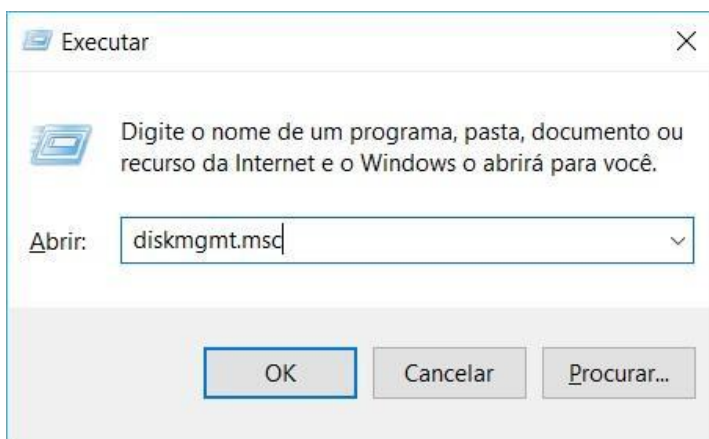 Executar
Digite o nome de um programa, pasta, documento ou
recurso da Internet e o Windows o abrirá para você.
Abrir:
diskmgmt.msc
OK
Cancelar
Procurar...